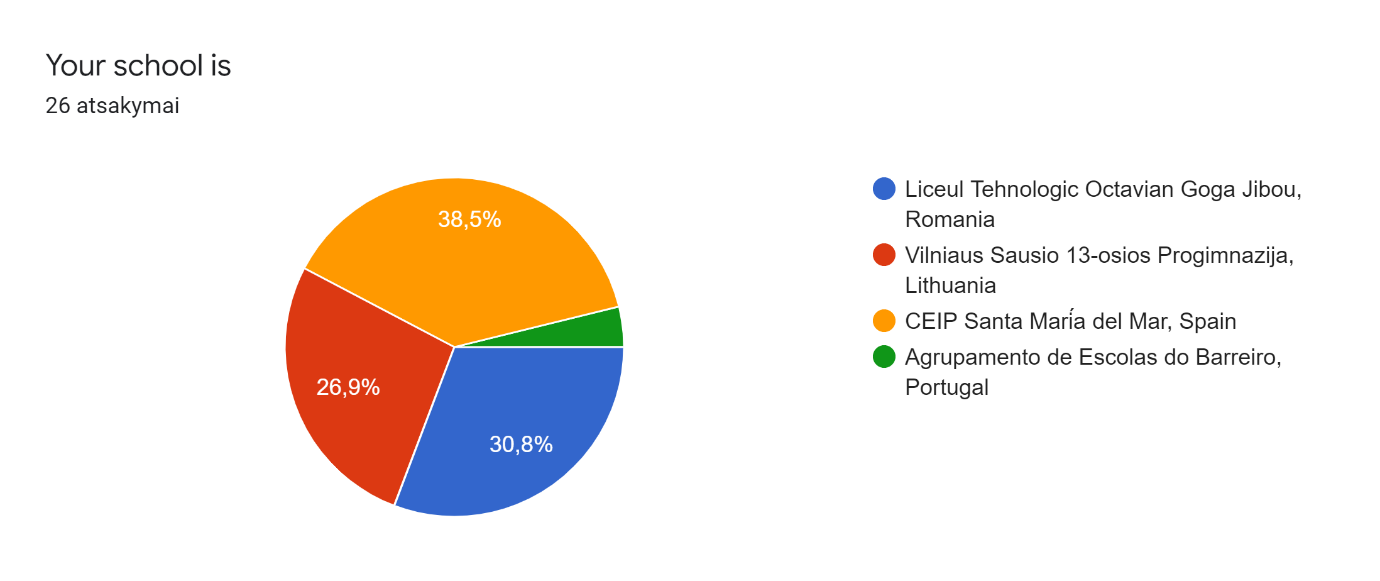 Your school is
26 atsakymai
38,5%
26,9%
30,8%
Liceul Tehnologic Octavian Goga Jibou,
Romania
Vilniaus Sausio 13-osios Progimnazija,
Lithuania
CEIP Santa María del Mar, Spain
Agrupamento de Escolas do Barreiro,
Portugal